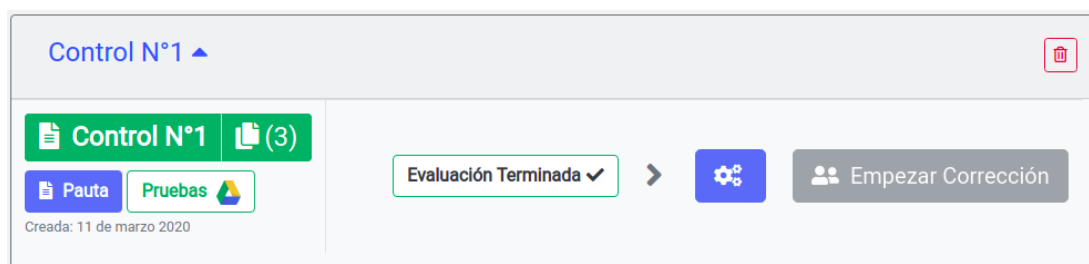 Control N°1
Control N°1 (3)
Pauta Pruebas
Creada: 11 de marzo 2020
Evaluación Terminada
Empezar Corrección